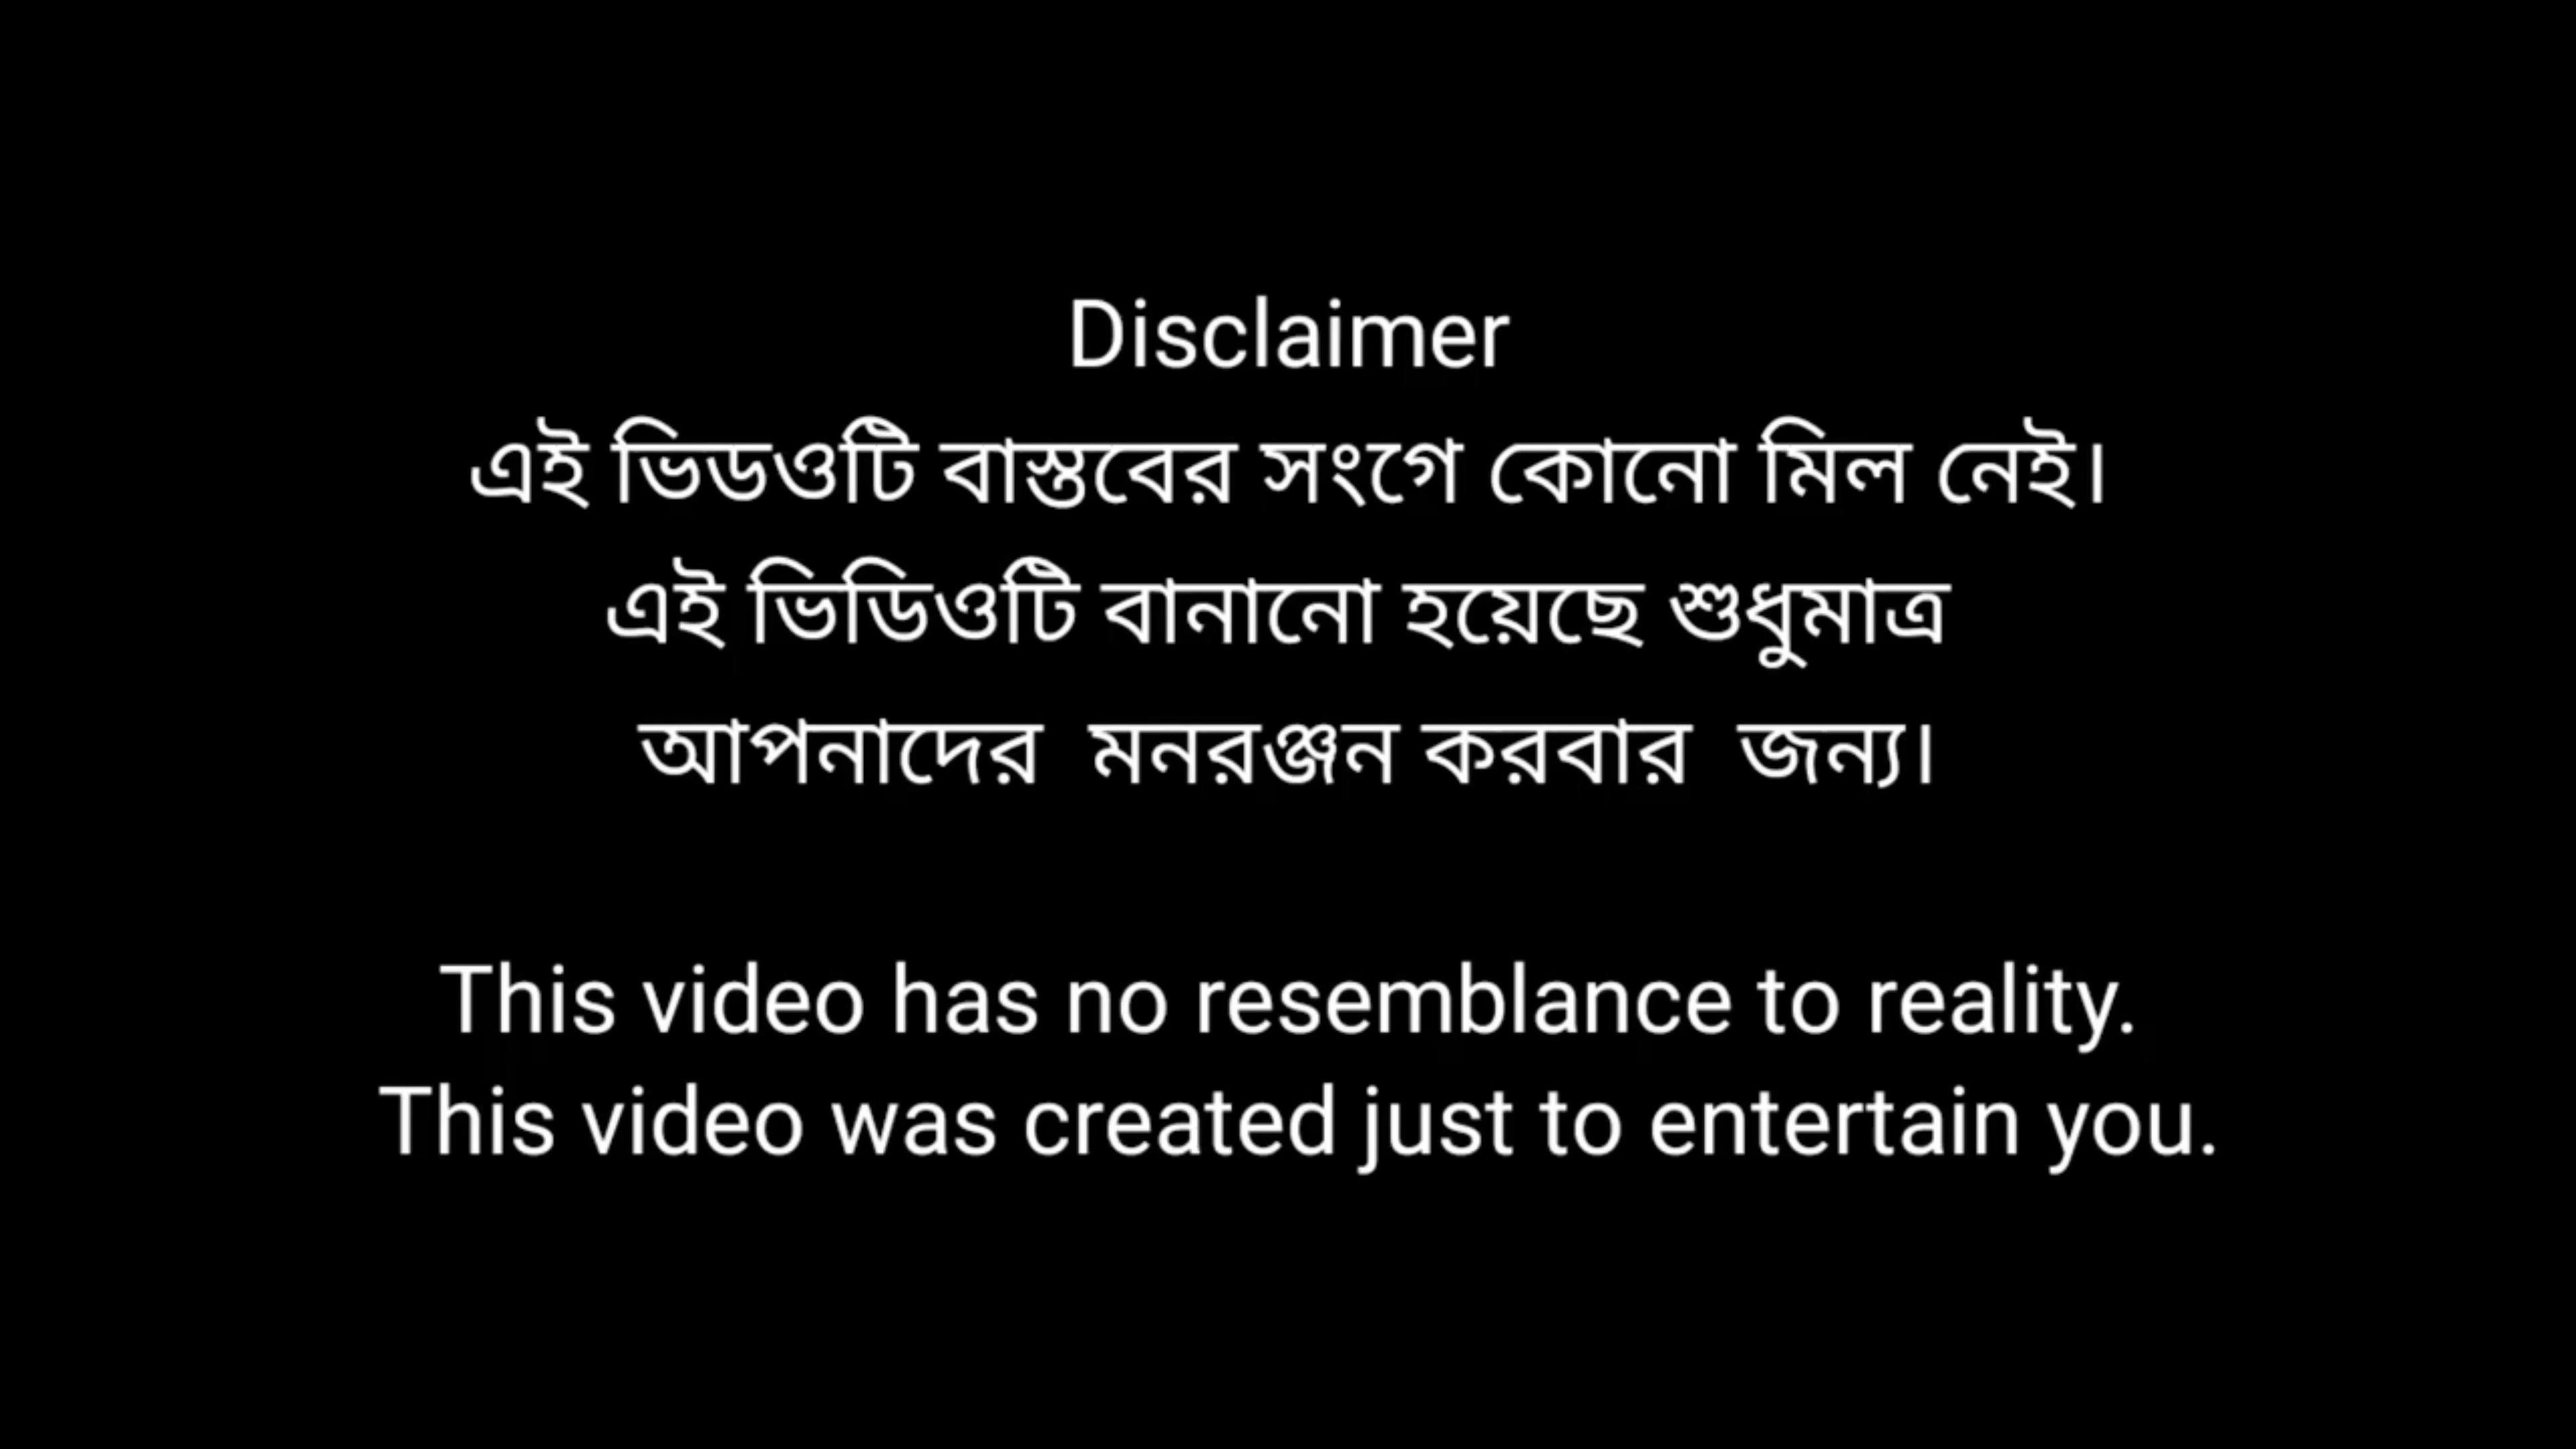 Disclaimer
এই ভিডওটি বাস্তবের সংগে কোনো মিল নেই।
এই ভিডিওটি বানানো হয়েছে শুধুমাত্র
আপনাদের  মনরঞ্জন করবার  জন্য।
This video has no resemblance to reality.
This video was created just to entertain you.